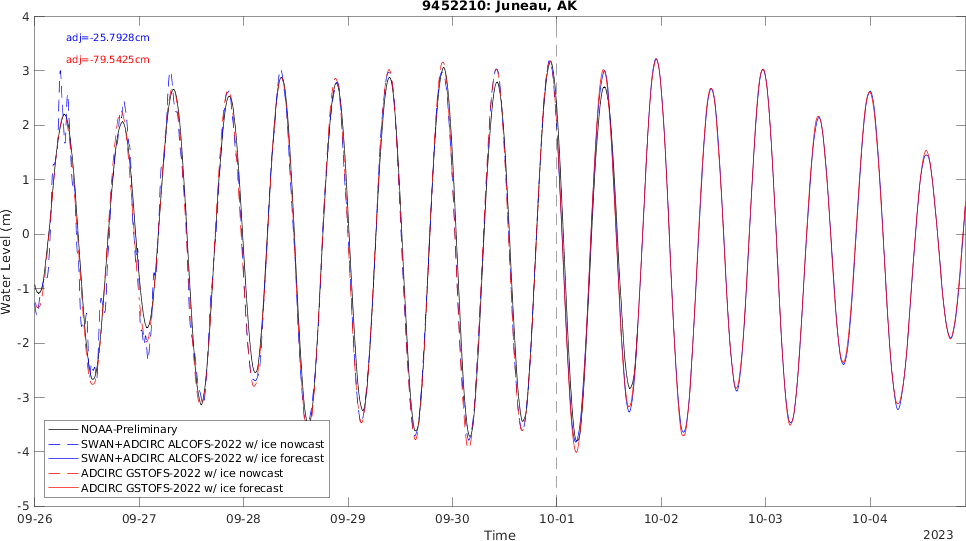 9452210: Juneau, AK
adj=-25.7928cm
adj=-79.5425cm
4
3
2
1
0
-1
-2
-3
-4
-5
Water Level (m)
NOAA-Preliminary
SWAN+ADCIRC ALCOFS-2022 w/ ice nowcast
SWAN+ADCIRC ALCOFS-2022 w/ ice forecast
ADCIRC GSTOFS-2022 w/ ice nowcast
ADCIRC GSTOFS-2022 w/ ice forecast
09-26 09-27 09-28 09-29 09-30 10-01 10-02 10-03 10-04
Time
2023